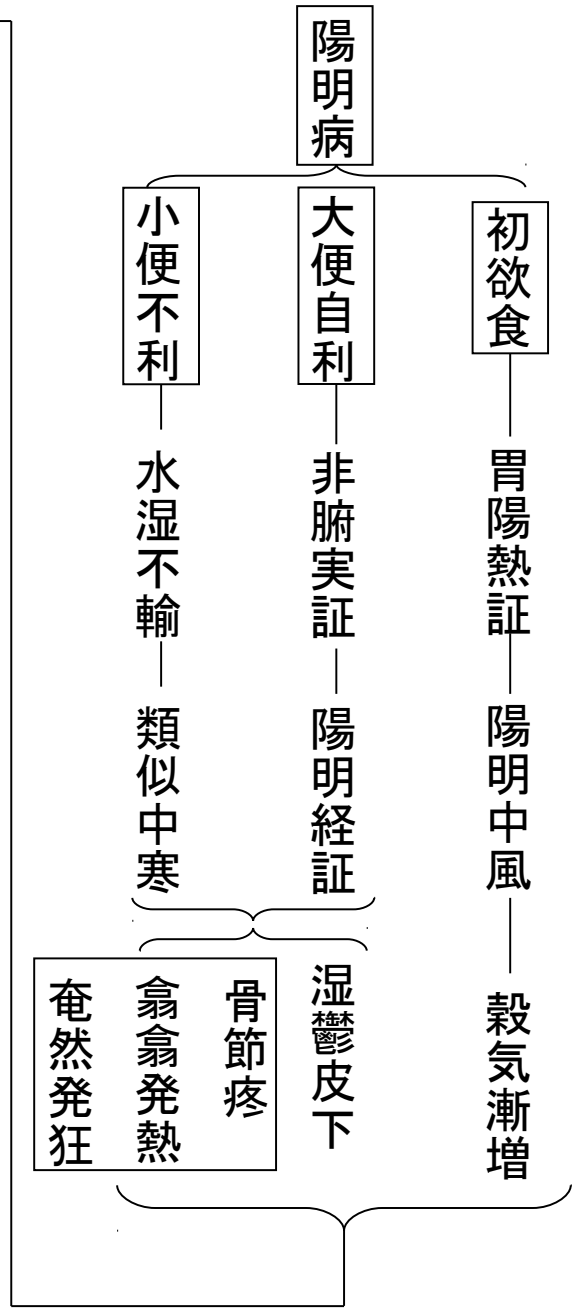 陽明病
初欲食
胃陽熱証
陽明中風
穀気漸増
大便自利
非腑実証
陽明経証
小便不利
水湿不輸
類似中寒
湿鬱皮下
骨節疼
翕翕発熱
奄然発狂